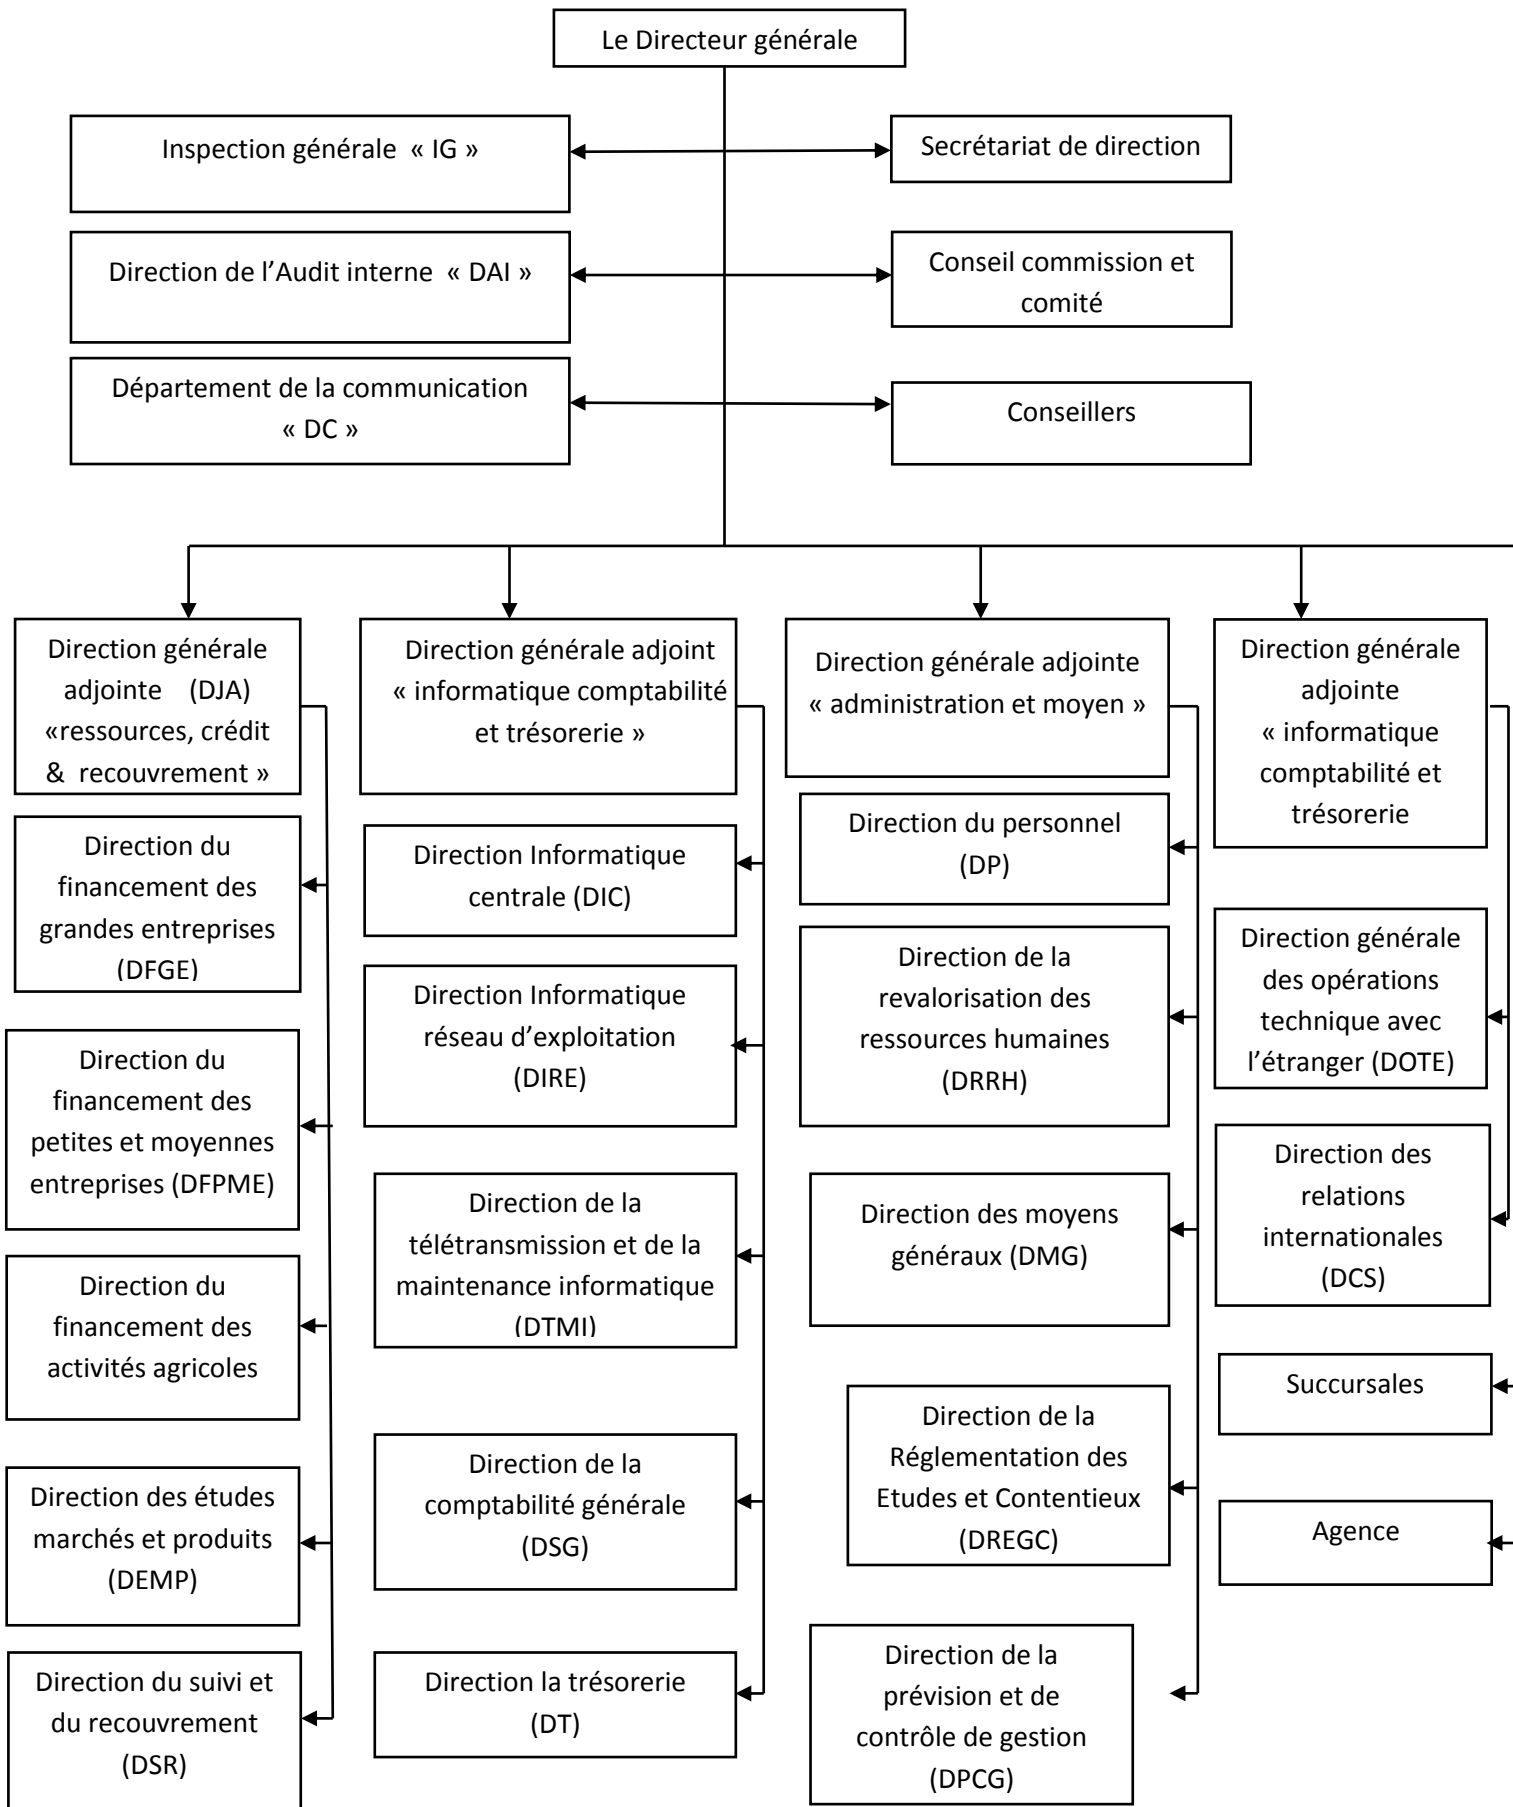 Le Directeur générale
Inspection générale « IG »
Secrétariat de direction
Direction de l’Audit interne « DAI »
Conseil commission et
comité
Département de la communication
« DC »
Conseillers
Direction générale
adjointe (DJA)
«ressources, crédit
& recouvrement »
Direction générale adjoint
« informatique comptabilité
et trésorerie »
Direction générale adjointe
« administration et moyen »
Direction générale
adjointe
« informatique
comptabilité et
trésorerie
Direction du
financement des
grandes entreprises
(DFGE)
Direction Informatique
centrale (DIC)
Direction du personnel
(DP)
Direction générale
des opérations
technique avec
l’étranger (DOTE)
Direction du
financement des
petites et moyennes
entreprises (DFPME)
Direction Informatique
réseau d’exploitation
(DIRE)
Direction de la
revalorisation des
ressources humaines
(DRRH)
Direction des
relations
internationales
(DCS)
Direction du
financement des
activités agricoles
Direction de la
télétransmission et de la
maintenance informatique
(DTMI)
Direction des moyens
généraux (DMG)
Succursales
Direction des études
marchés et produits
(DEMP)
Direction de la
comptabilité générale
(DSG)
Direction de la
Réglementation des
Etudes et Contentieux
(DREGC)
Agence
Direction du suivi et
du recouvrement
(DSR)
Direction la trésorerie
(DT)
Direction de la
prévision et de
contrôle de gestion
(DPCG)